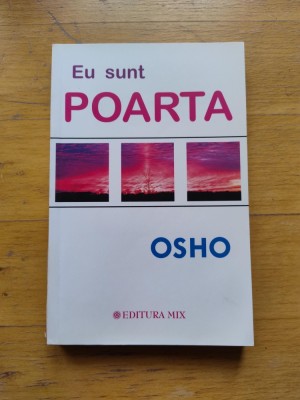 Eu sunt
POARTA
OSHO
EDITURA MIX